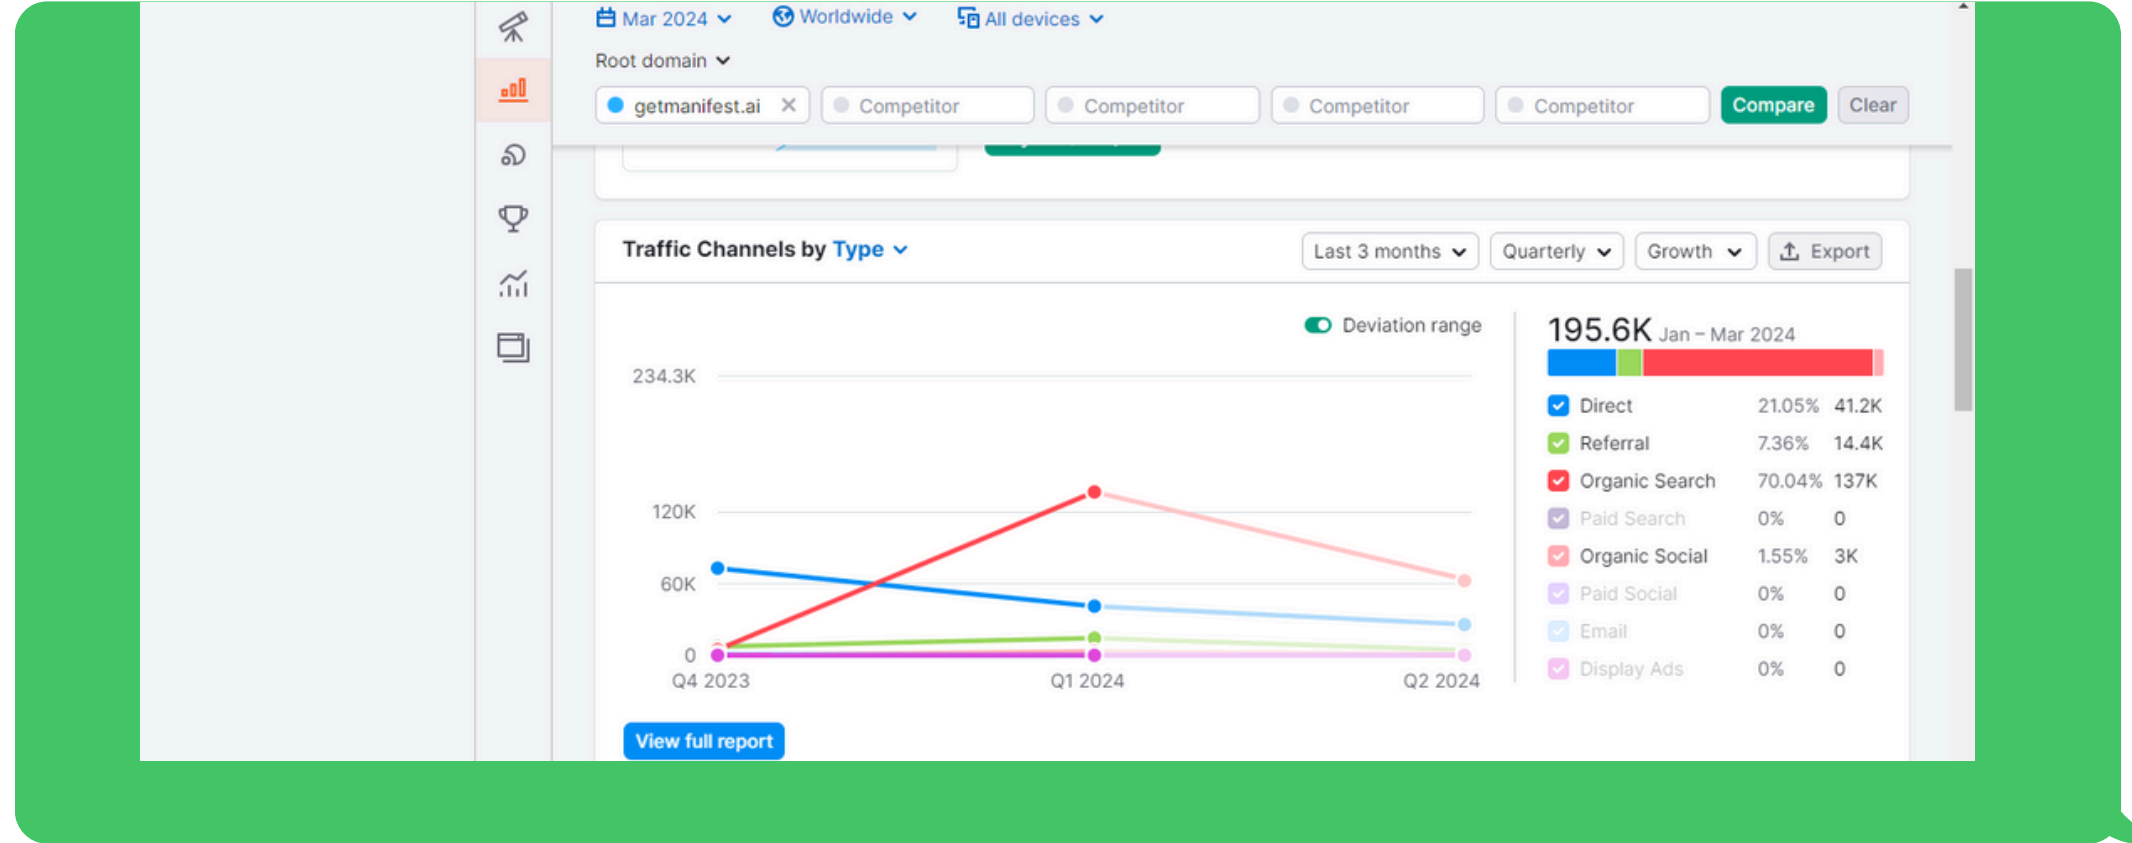 Mar 2024 Worldwide All devices
Root domain
getmanifest.ai Competitor Competitor Competitor Competitor Compare Clear
Traffic Channels by Type Last 3 months Quarterly Growth Export
Deviation range
234.3K
120K
60K
0
Q4 2023 Q1 2024 Q2 2024
195.6K Jan – Mar 2024
Direct 21.05% 41.2K
Referral 7.36% 14.4K
Organic Search 70.04% 137K
Paid Search 0% 0
Organic Social 1.55% 3K
Paid Social 0% 0
Email 0% 0
Display Ads 0% 0
View full report